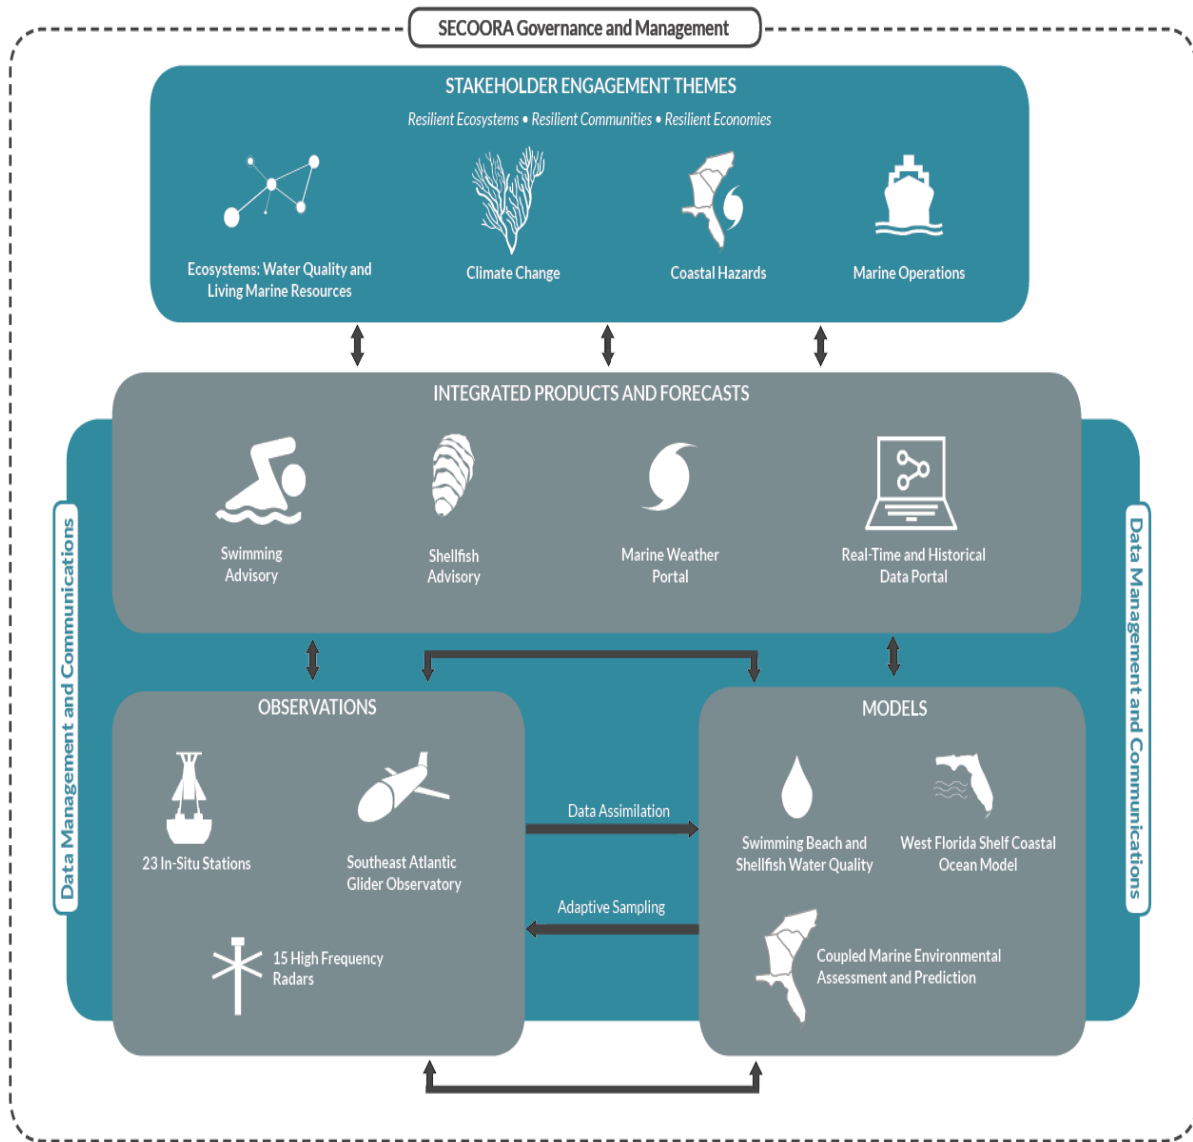 SECOORA Governance and Management
STAKEHOLDER ENGAGEMENT THEMES
Resilient Ecosystems • Resilient Communities • Resilient Economies
Ecosystems: Water Quality and
Living Marine Resources
Climate Change
Coastal Hazards
Marine Operations
INTEGRATED PRODUCTS AND FORECASTS
Swimming
Advisory
Shellfish
Advisory
Marine Weather
Portal
Real-Time and Historical
Data Portal
Data Management and Communications
Data Management and Communications
OBSERVATIONS
23 In-Situ Stations
Southeast Atlantic
Glider Observatory
15 High Frequency
Radars
Data Assimilation
Adaptive Sampling
MODELS
Swimming Beach and
Shellfish Water Quality
West Florida Shelf Coastal
Ocean Model
Coupled Marine Environmental
Assessment and Prediction